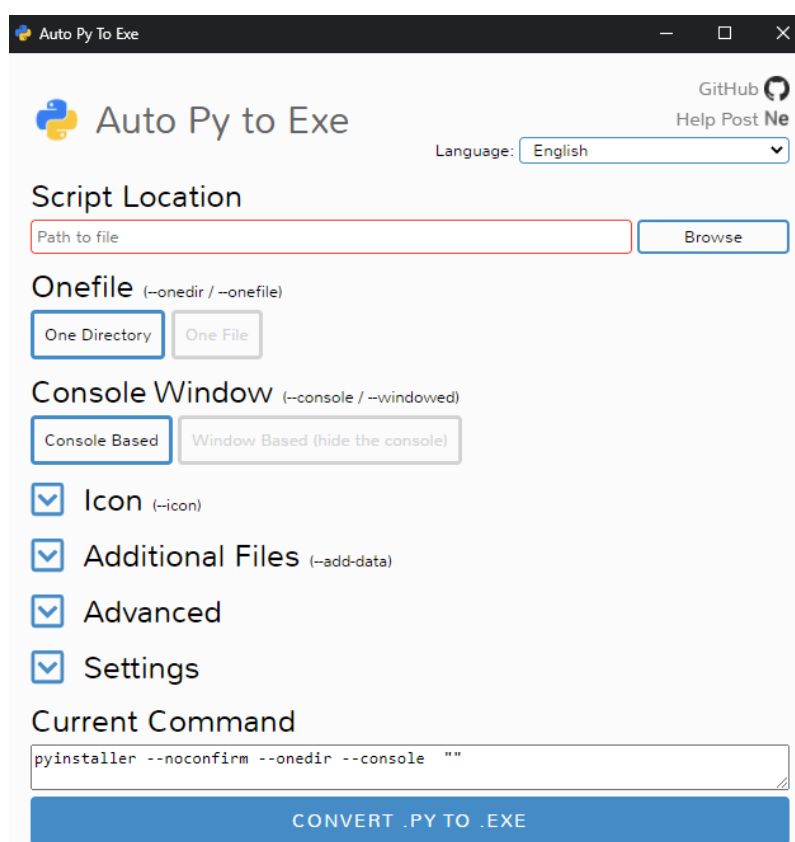 Auto Py To Exe
GitHub
Auto Py to Exe
Help Post Ne
Language: English
Script Location
Path to file Browse
Onefile (--onedir / --onefile)
One Directory One File
Console Window (--console / --windowed)
Console Based Window Based (hide the console)
Icon (--icon)
Additional Files (--add-data)
Advanced
Settings
Current Command
pyinstaller --noconfirm --onedir --console  ""
CONVERT .PY TO .EXE